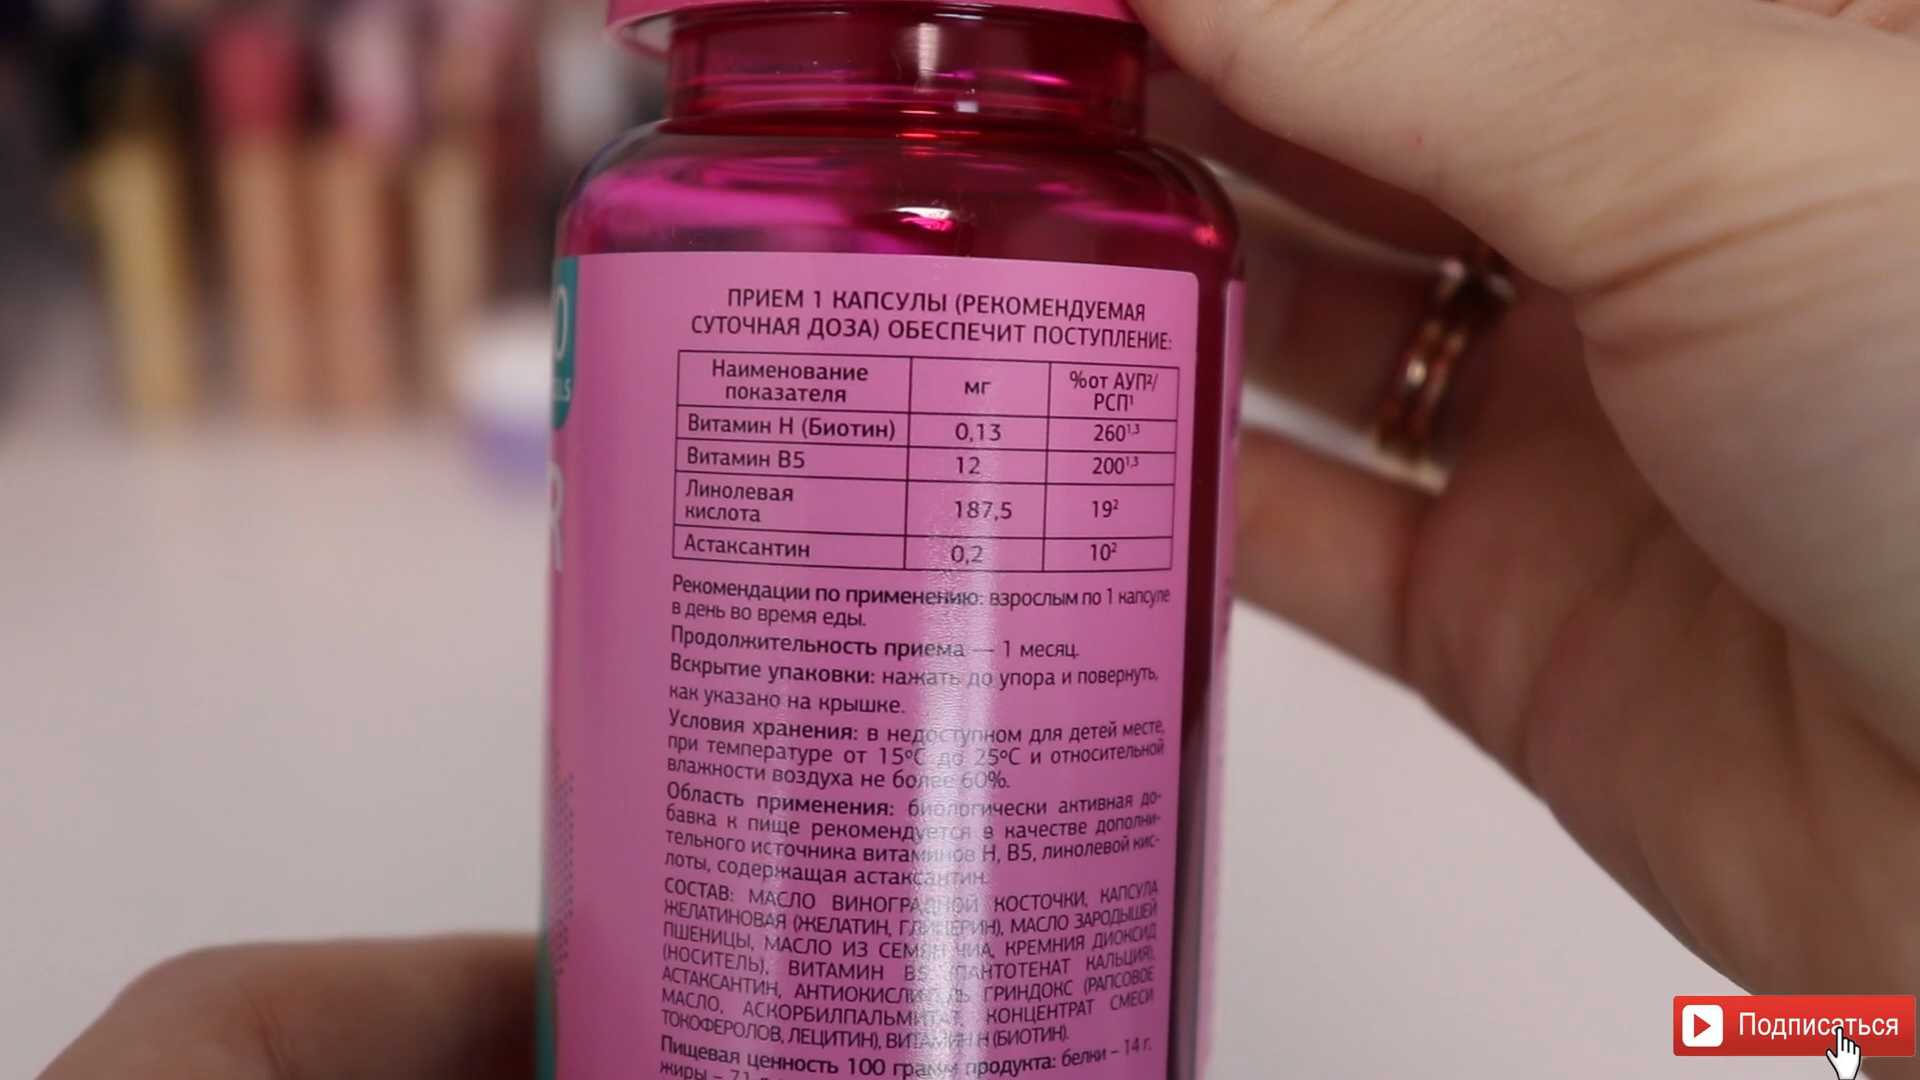 ПРИЕМ 1 КАПСУЛЫ (РЕКОМЕНДУЕМАЯ
СУТОЧНАЯ ДОЗА) ОБЕСПЕЧИТ ПОСТУПЛЕНИЕ:
Наименование показателя мг %от АУП²/ РСП¹
Витамин Н (Биотин) 0,13 260¹·³
Витамин В5 12 200¹·³
Линолевая кислота 187,5 19²
Астаксантин 0,2 10²
Рекомендации по применению: взрослым по 1 капсуле
в день во время еды.
Продолжительность приема — 1 месяц.
Вскрытие упаковки: нажать до упора и повернуть,
как указано на крышке.
Условия хранения: в недоступном для детей месте,
при температуре от 15ºС до 25ºС и относительной
влажности воздуха не более 60%.
Область применения: биологически активная до-
бавка к пище рекомендуется в качестве дополни-
тельного источника витаминов Н, В5, линолевой кис-
лоты, содержащая астаксантин.
СОСТАВ: МАСЛО ВИНОГРАДНОЙ КОСТОЧКИ, КАПСУЛА
ЖЕЛАТИНОВАЯ (ЖЕЛАТИН, ГЛИЦЕРИН), МАСЛО ЗАРОДЫШЕЙ
ПШЕНИЦЫ, МАСЛО ИЗ СЕМЯН ЧИА, КРЕМНИЯ ДИОКСИД
(НОСИТЕЛЬ), ВИТАМИН В5 (ПАНТОТЕНАТ КАЛЬЦИЯ),
АСТАКСАНТИН, АНТИОКИСЛИТЕЛЬ ГРИНДОКС (РАПСОВОЕ
МАСЛО, АСКОРБИЛПАЛЬМИТАТ, КОНЦЕНТРАТ СМЕСИ
ТОКОФЕРОЛОВ, ЛЕЦИТИН), ВИТАМИН Н (БИОТИН).
Пищевая ценность 100 грамм продукта: белки – 14 г,
жиры – 71
Подписаться